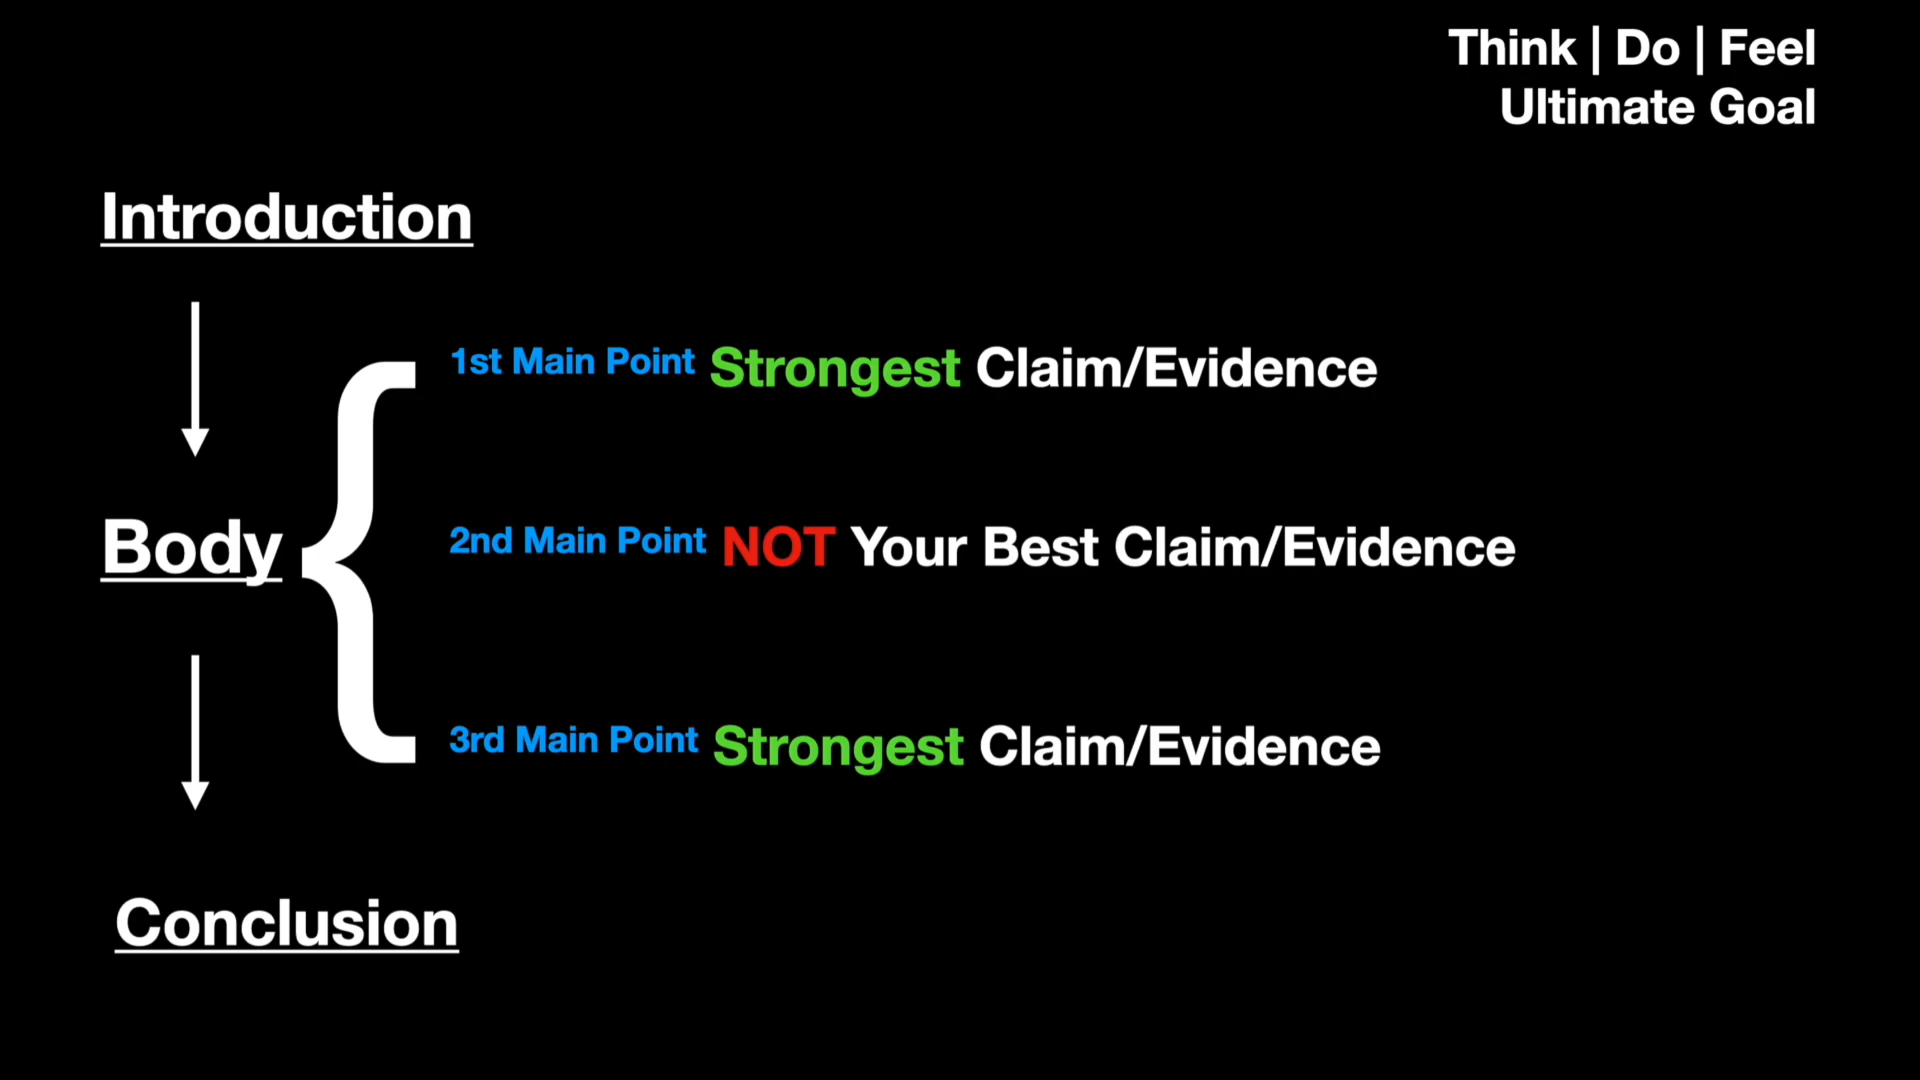 Think | Do | Feel
Ultimate Goal
Introduction
1st Main Point Strongest Claim/Evidence
Body
2nd Main Point NOT Your Best Claim/Evidence
3rd Main Point Strongest Claim/Evidence
Conclusion